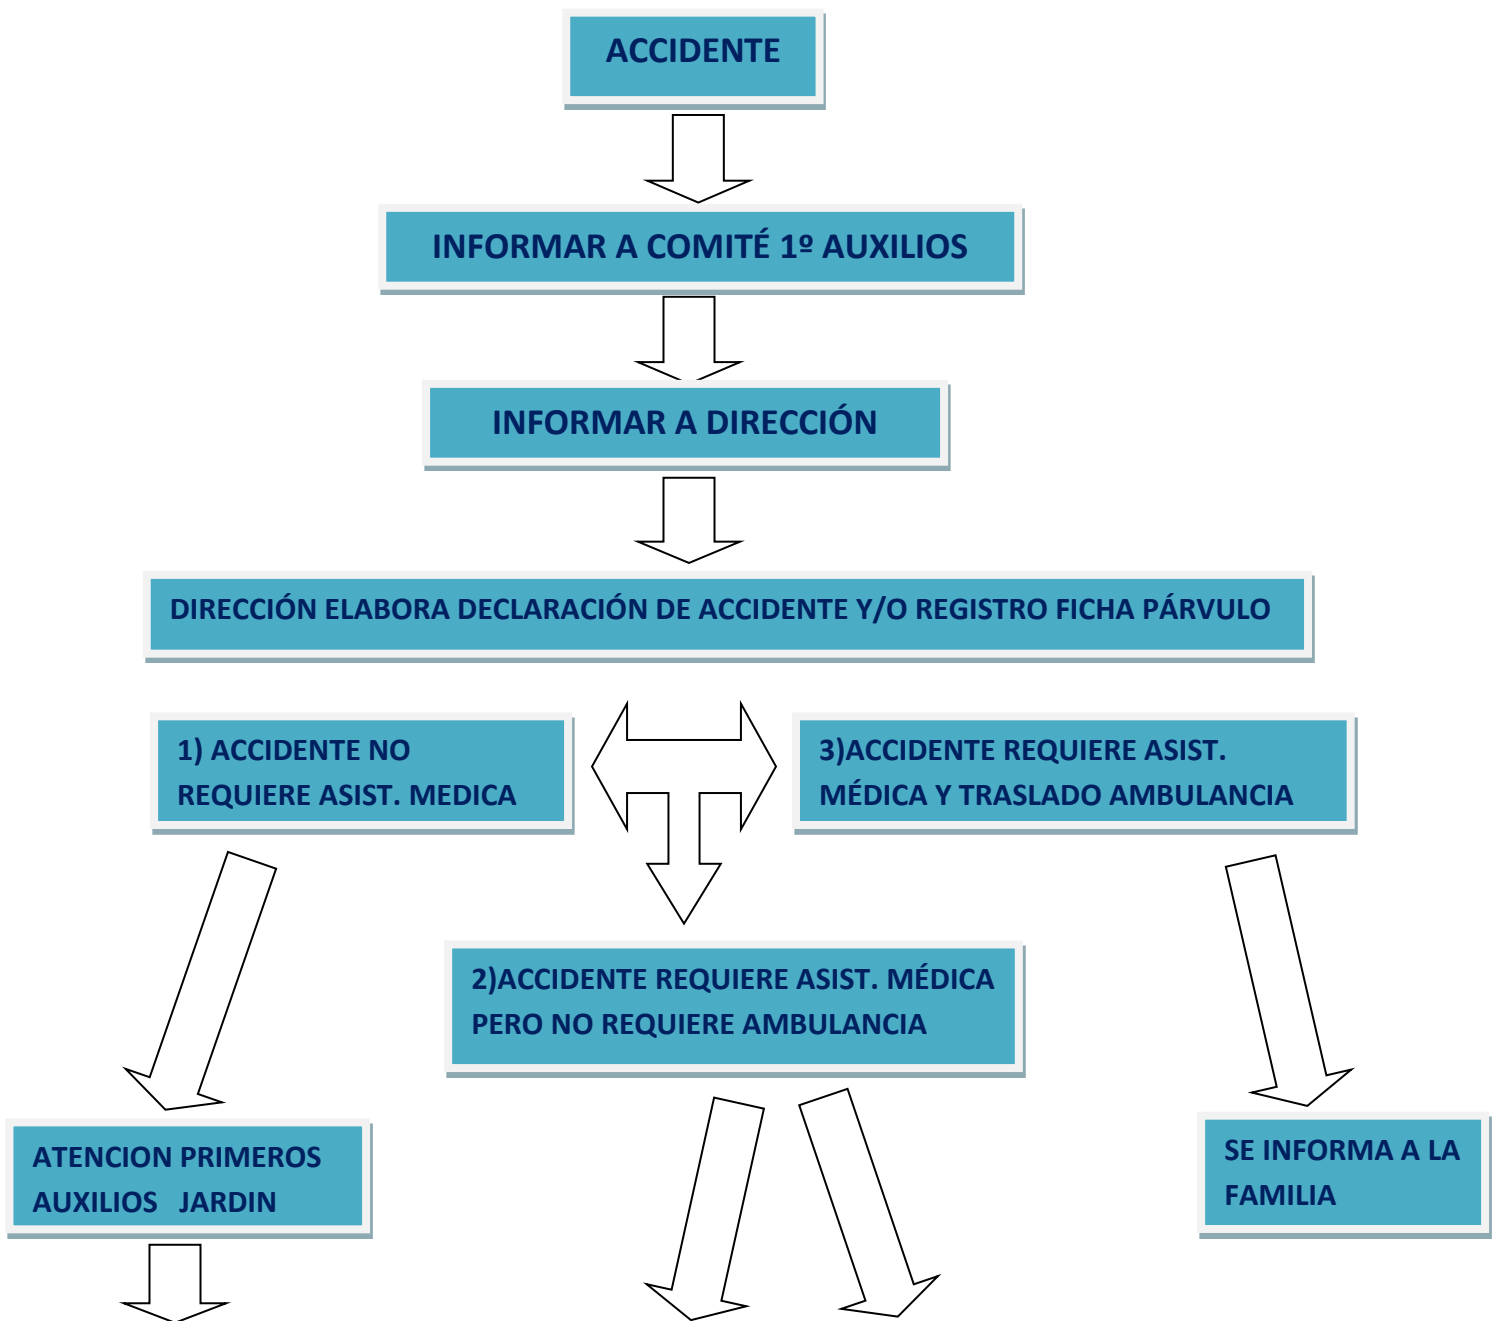 ACCIDENTE
INFORMAR A COMITÉ 1º AUXILIOS
INFORMAR A DIRECCIÓN
DIRECCIÓN ELABORA DECLARACIÓN DE ACCIDENTE Y/O REGISTRO FICHA PÁRVULO
1) ACCIDENTE NO
REQUIERE ASIST. MEDICA
3)ACCIDENTE REQUIERE ASIST.
MÉDICA Y TRASLADO AMBULANCIA
2)ACCIDENTE REQUIERE ASIST. MÉDICA
PERO NO REQUIERE AMBULANCIA
ATENCION PRIMEROS
AUXILIOS JARDIN
SE INFORMA A LA
FAMILIA